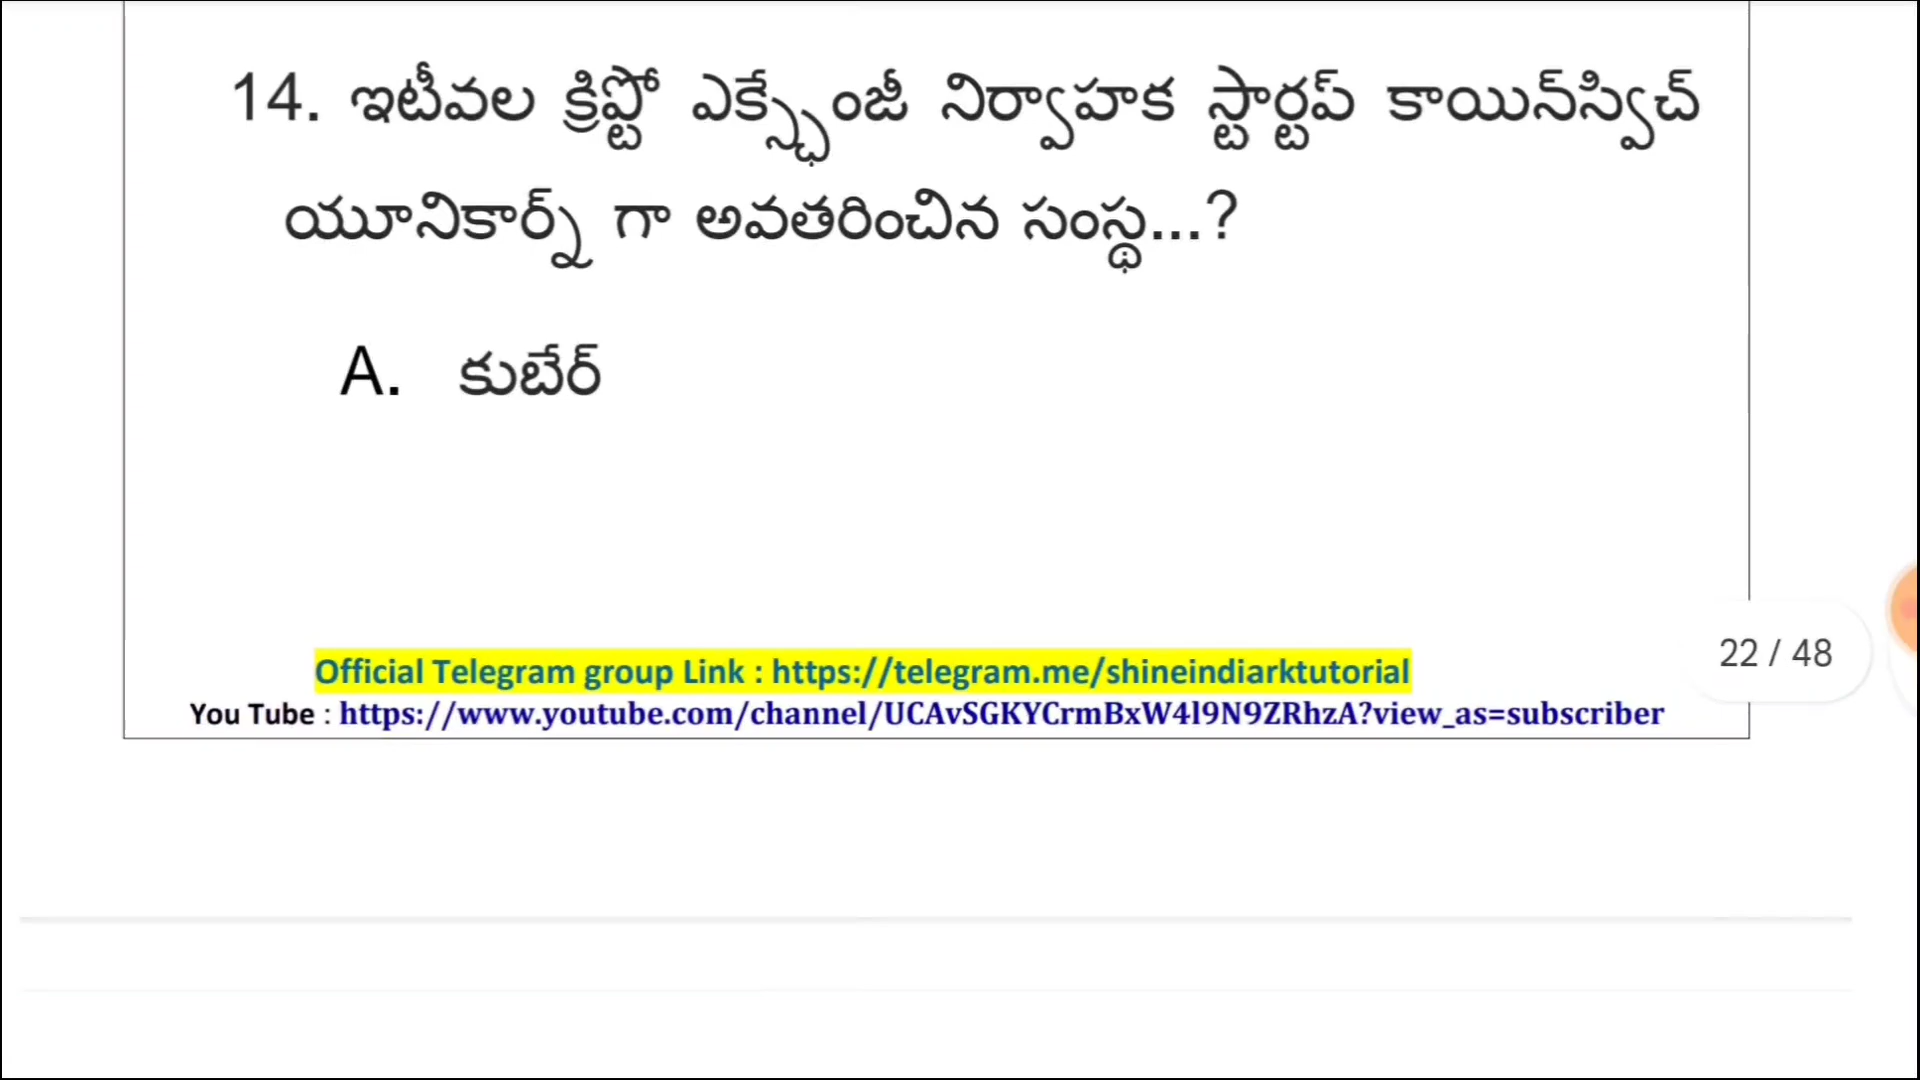 14. ఇటీవల క్రిప్టో ఎక్స్ఛేంజీ నిర్వాహక స్టార్టప్ కాయిన్‌స్విచ్
యూనికార్న్ గా అవతరించిన సంస్థ...?
A. కుబేర్
22 / 48
Official Telegram group Link : https://telegram.me/shineindiarktutorial
You Tube : https://www.youtube.com/channel/UCAvSGKYCrmBxW4l9N9ZRhzA?view_as=subscriber